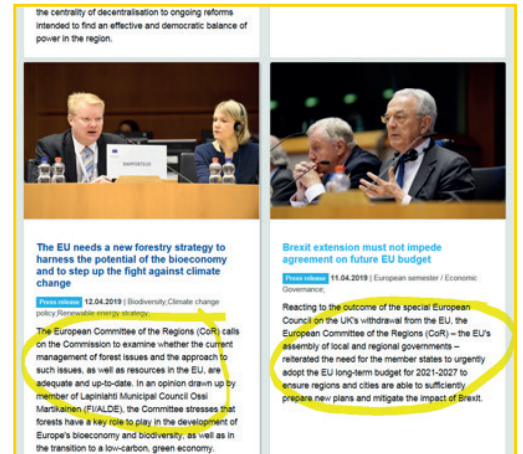 the centrality of decentralisation to ongoing reforms
intended to find an effective and democratic balance of
power in the region.
RAPPORTEUR
The EU needs a new forestry strategy to
harness the potential of the bioeconomy
and to step up the fight against climate
change
Press release 12.04.2019 | Biodiversity;Climate change
policy;Renewable energy strategy;
The European Committee of the Regions (CoR) calls
on the Commission to examine whether the current
management of forest issues and the approach to
such issues, as well as resources in the EU, are
adequate and up-to-date. In an opinion drawn up by
member of Lapinlahti Municipal Council Ossi
Martikainen (FI/ALDE), the Committee stresses that
forests have a key role to play in the development of
Europe's bioeconomy and biodiversity, as well as in
the transition to a low-carbon, green economy.
Brexit extension must not impede
agreement on future EU budget
Press release 11.04.2019 | European semester / Economic
Governance;
Reacting to the outcome of the special European
Council on the UK's withdrawal from the EU, the
European Committee of the Regions (CoR) – the EU's
assembly of local and regional governments –
reiterated the need for the member states to urgently
adopt the EU long-term budget for 2021-2027 to
ensure regions and cities are able to sufficiently
prepare new plans and mitigate the impact of Brexit.